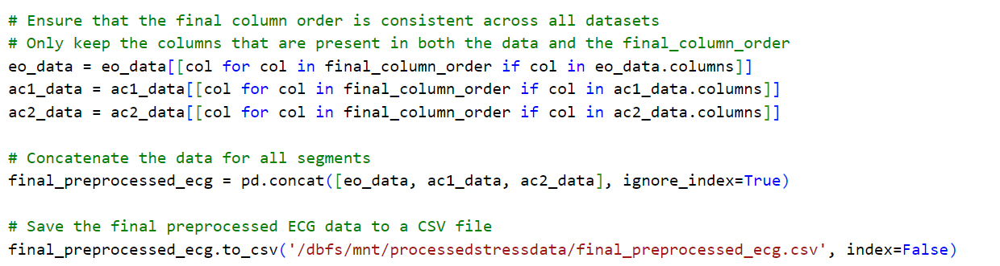 # Ensure that the final column order is consistent across all datasets
# Only keep the columns that are present in both the data and the final_column_order
eo_data = eo_data[[col for col in final_column_order if col in eo_data.columns]]
ac1_data = ac1_data[[col for col in final_column_order if col in ac1_data.columns]]
ac2_data = ac2_data[[col for col in final_column_order if col in ac2_data.columns]]
# Concatenate the data for all segments
final_preprocessed_ecg = pd.concat([eo_data, ac1_data, ac2_data], ignore_index=True)
# Save the final preprocessed ECG data to a CSV file
final_preprocessed_ecg.to_csv('/dbfs/mnt/processedstressdata/final_preprocessed_ecg.csv', index=False)